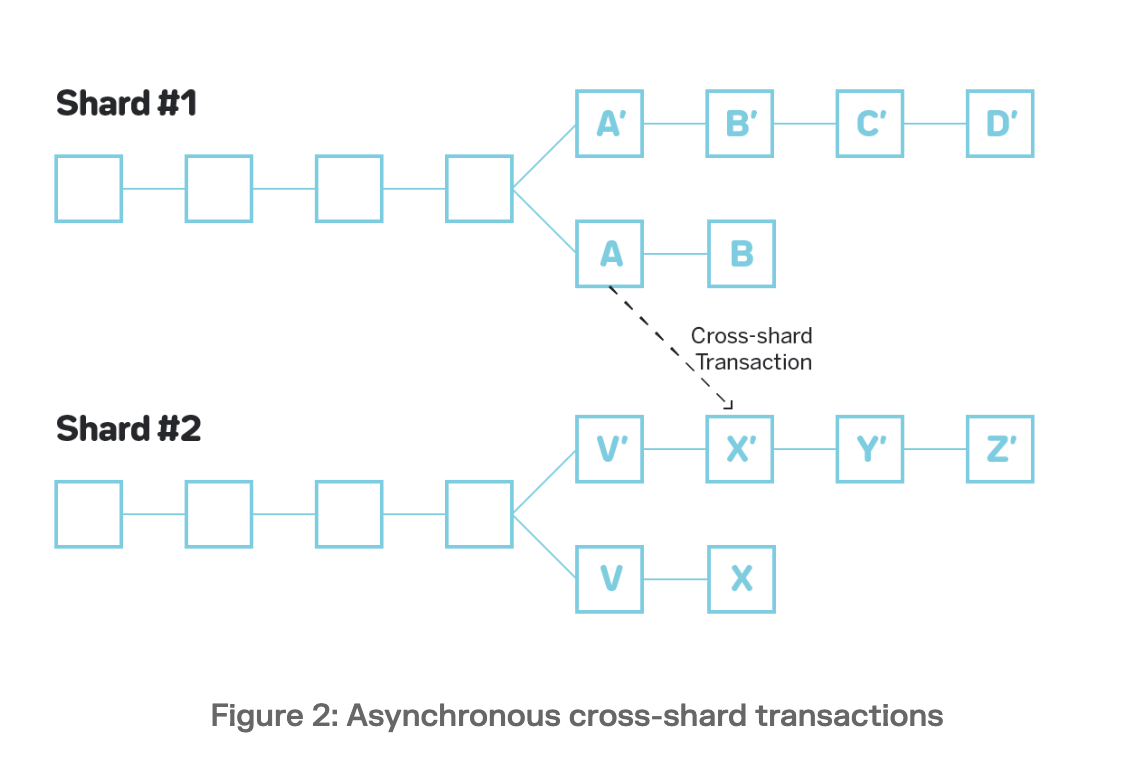 Shard #1
A′
B′
C′
D′
A
B
Cross-shard
Transaction
Shard #2
V′
X′
Y′
Z′
V
X
Figure 2: Asynchronous cross-shard transactions